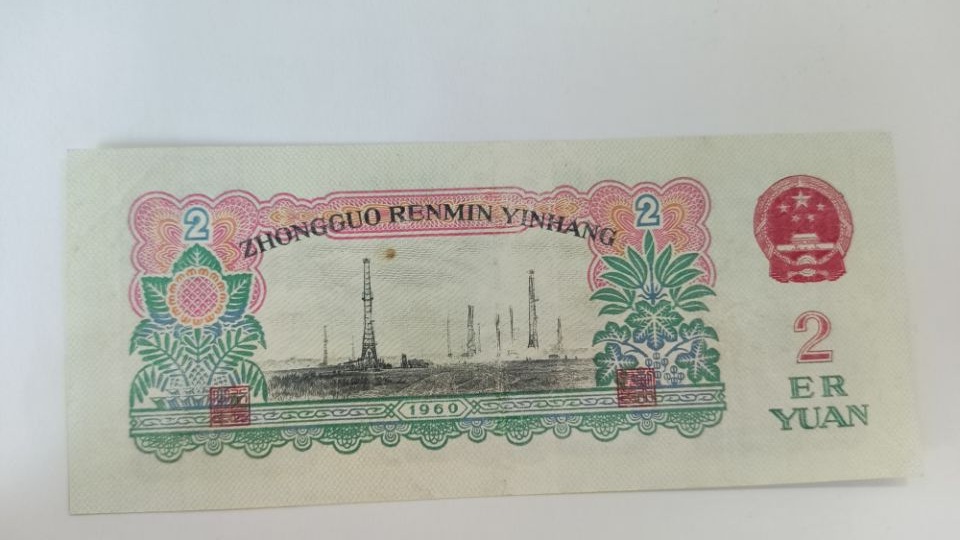 2
2
ZHONGGUO RENMIN YINHANG
1960
2
ER
YUAN